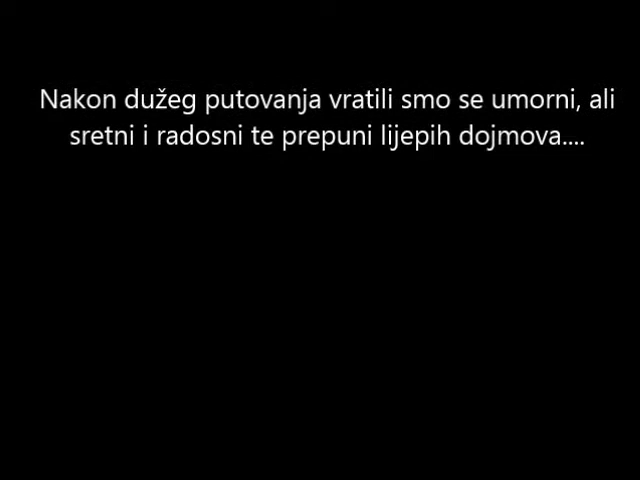 Nakon dužeg putovanja vratili smo se umorni, ali
sretni i radosni te prepuni lijepih dojmova....